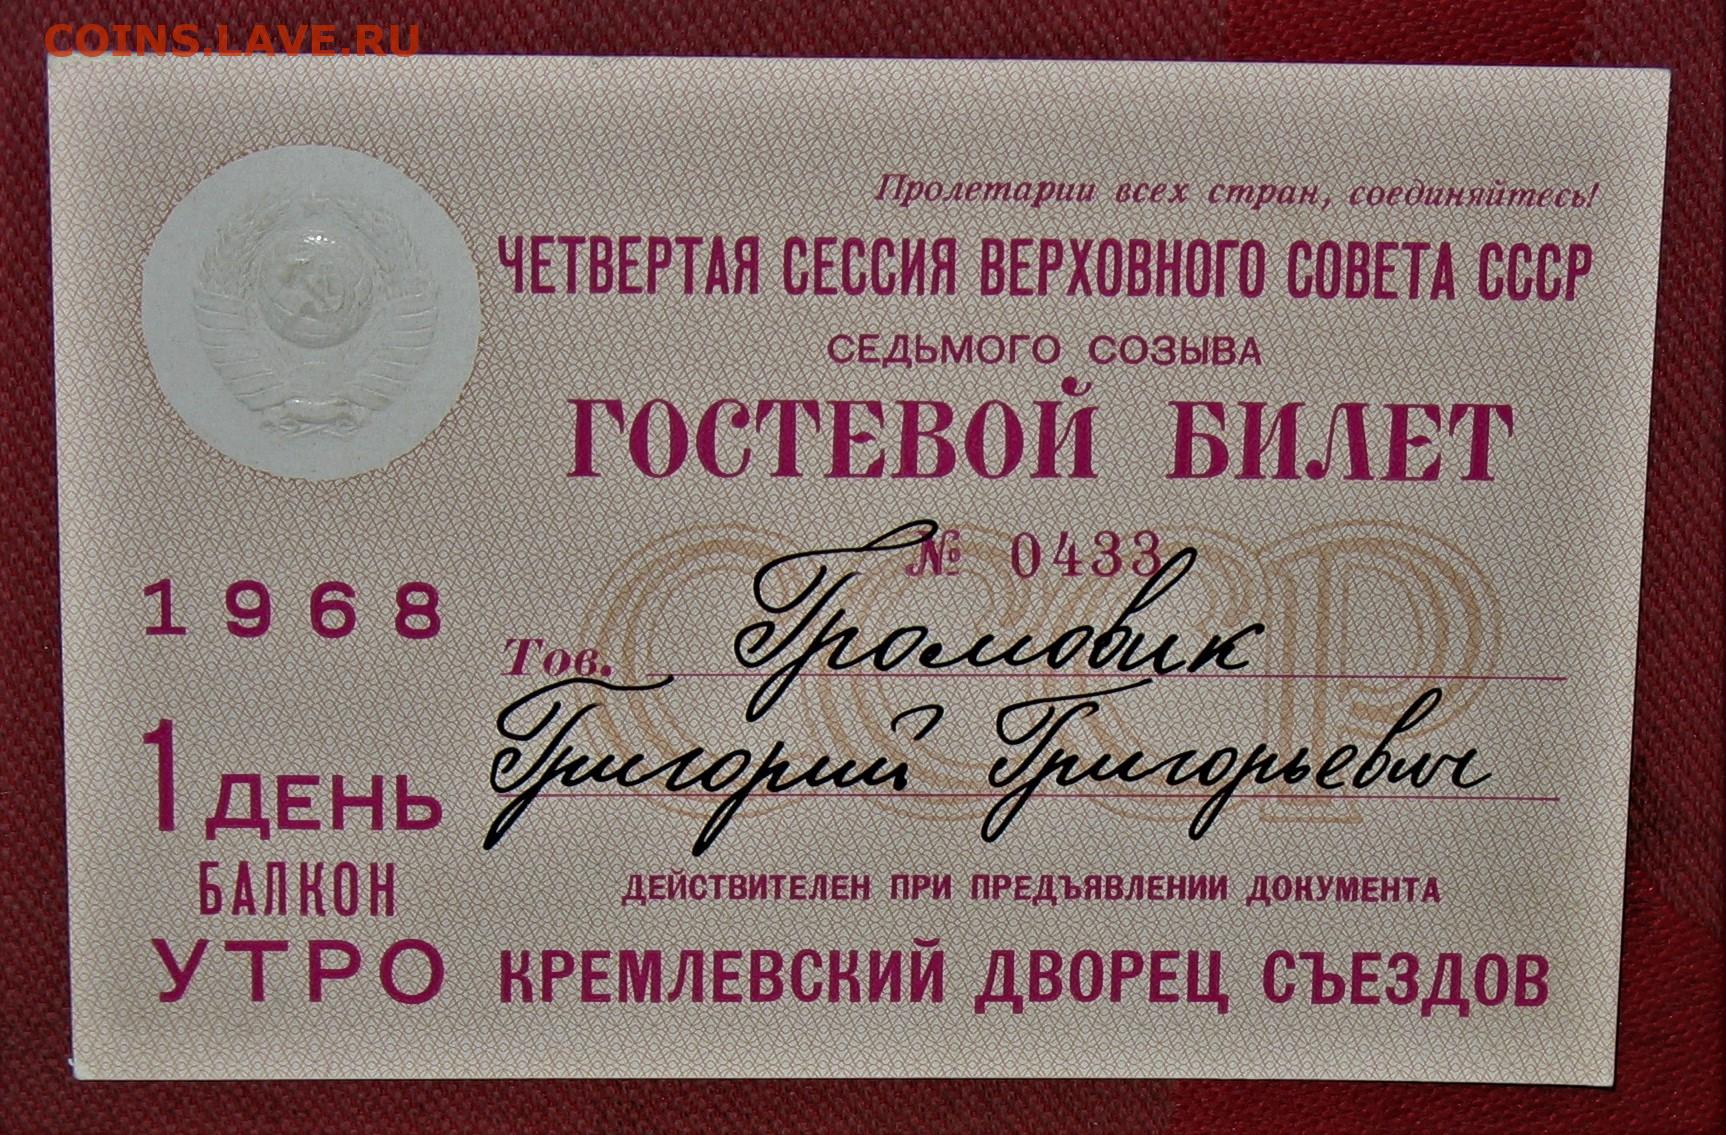 COINS.LAVE.RU
Пролетарии всех стран, соединяйтесь!
ЧЕТВЕРТАЯ СЕССИЯ ВЕРХОВНОГО СОВЕТА СССР
СЕДЬМОГО СОЗЫВА
ГОСТЕВОЙ БИЛЕТ
№ 0433
СССР
1968
Тов. Громовик
Григорий Григорьевич
1 ДЕНЬ
БАЛКОН
УТРО
ДЕЙСТВИТЕЛЕН ПРИ ПРЕДЪЯВЛЕНИИ ДОКУМЕНТА
КРЕМЛЕВСКИЙ ДВОРЕЦ СЪЕЗДОВ